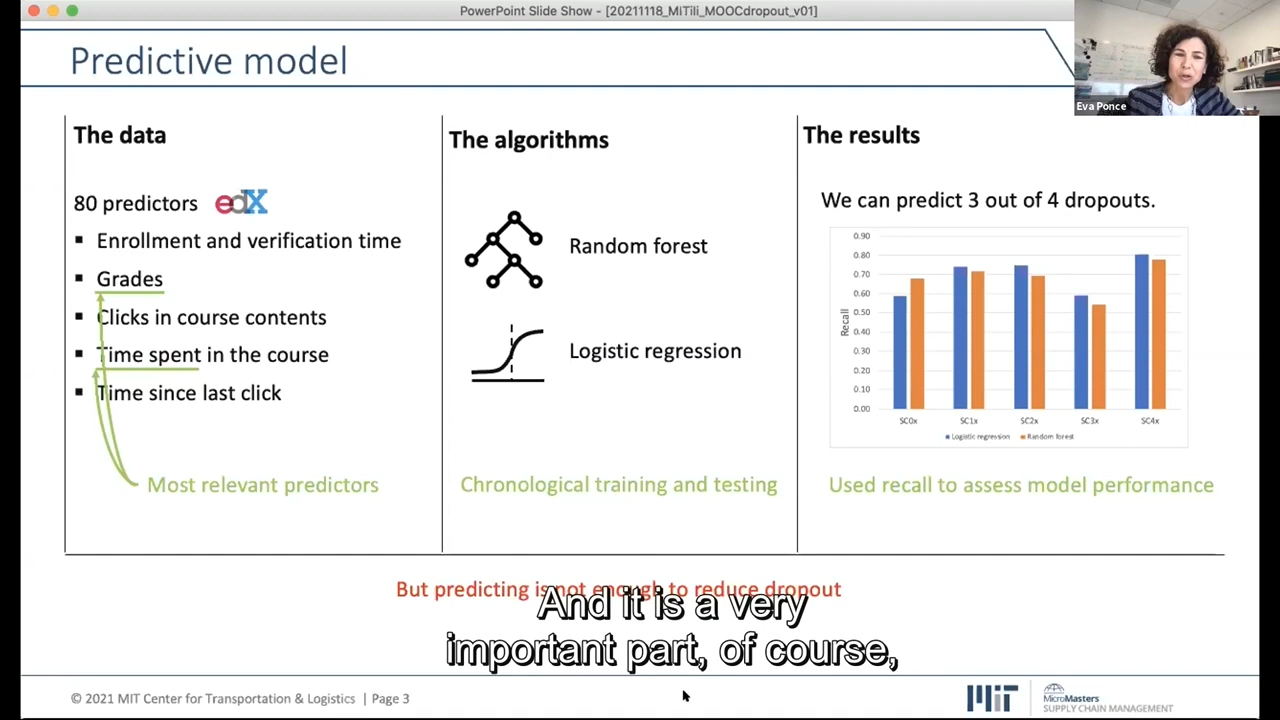 PowerPoint Slide Show - [20211118_MiTili_MOOCdropout_v01]
Predictive model
Eva Ponce
The data
80 predictors edX
Enrollment and verification time
Grades
Clicks in course contents
Time spent in the course
Time since last click
Most relevant predictors
The algorithms
Random forest
Logistic regression
Chronological training and testing
The results
We can predict 3 out of 4 dropouts.
0.90
0.80
0.70
0.60
0.50
0.40
0.30
0.20
0.10
0.00
Recall
SC0x SC1x SC2x SC3x SC4x
Logistic regression Random forest
Used recall to assess model performance
But predicting is not enough to reduce dropout
And it is a very
important part, of course,
© 2021 MIT Center for Transportation & Logistics | Page 3
MIT
MicroMasters
SUPPLY CHAIN MANAGEMENT